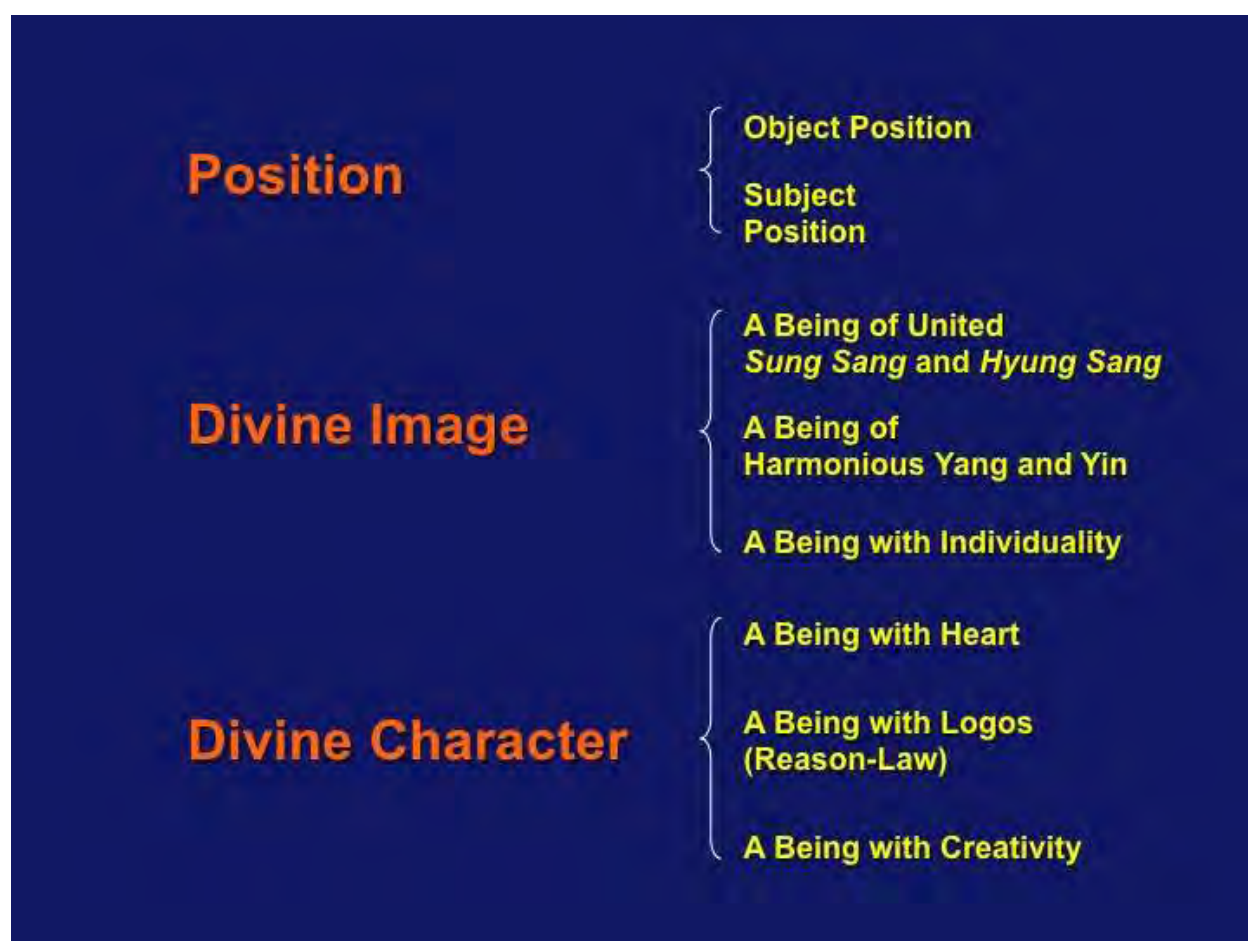 Position
Object Position
Subject
Position
Divine Image
A Being of United
Sung Sang and Hyung Sang
A Being of
Harmonious Yang and Yin
A Being with Individuality
Divine Character
A Being with Heart
A Being with Logos
(Reason-Law)
A Being with Creativity